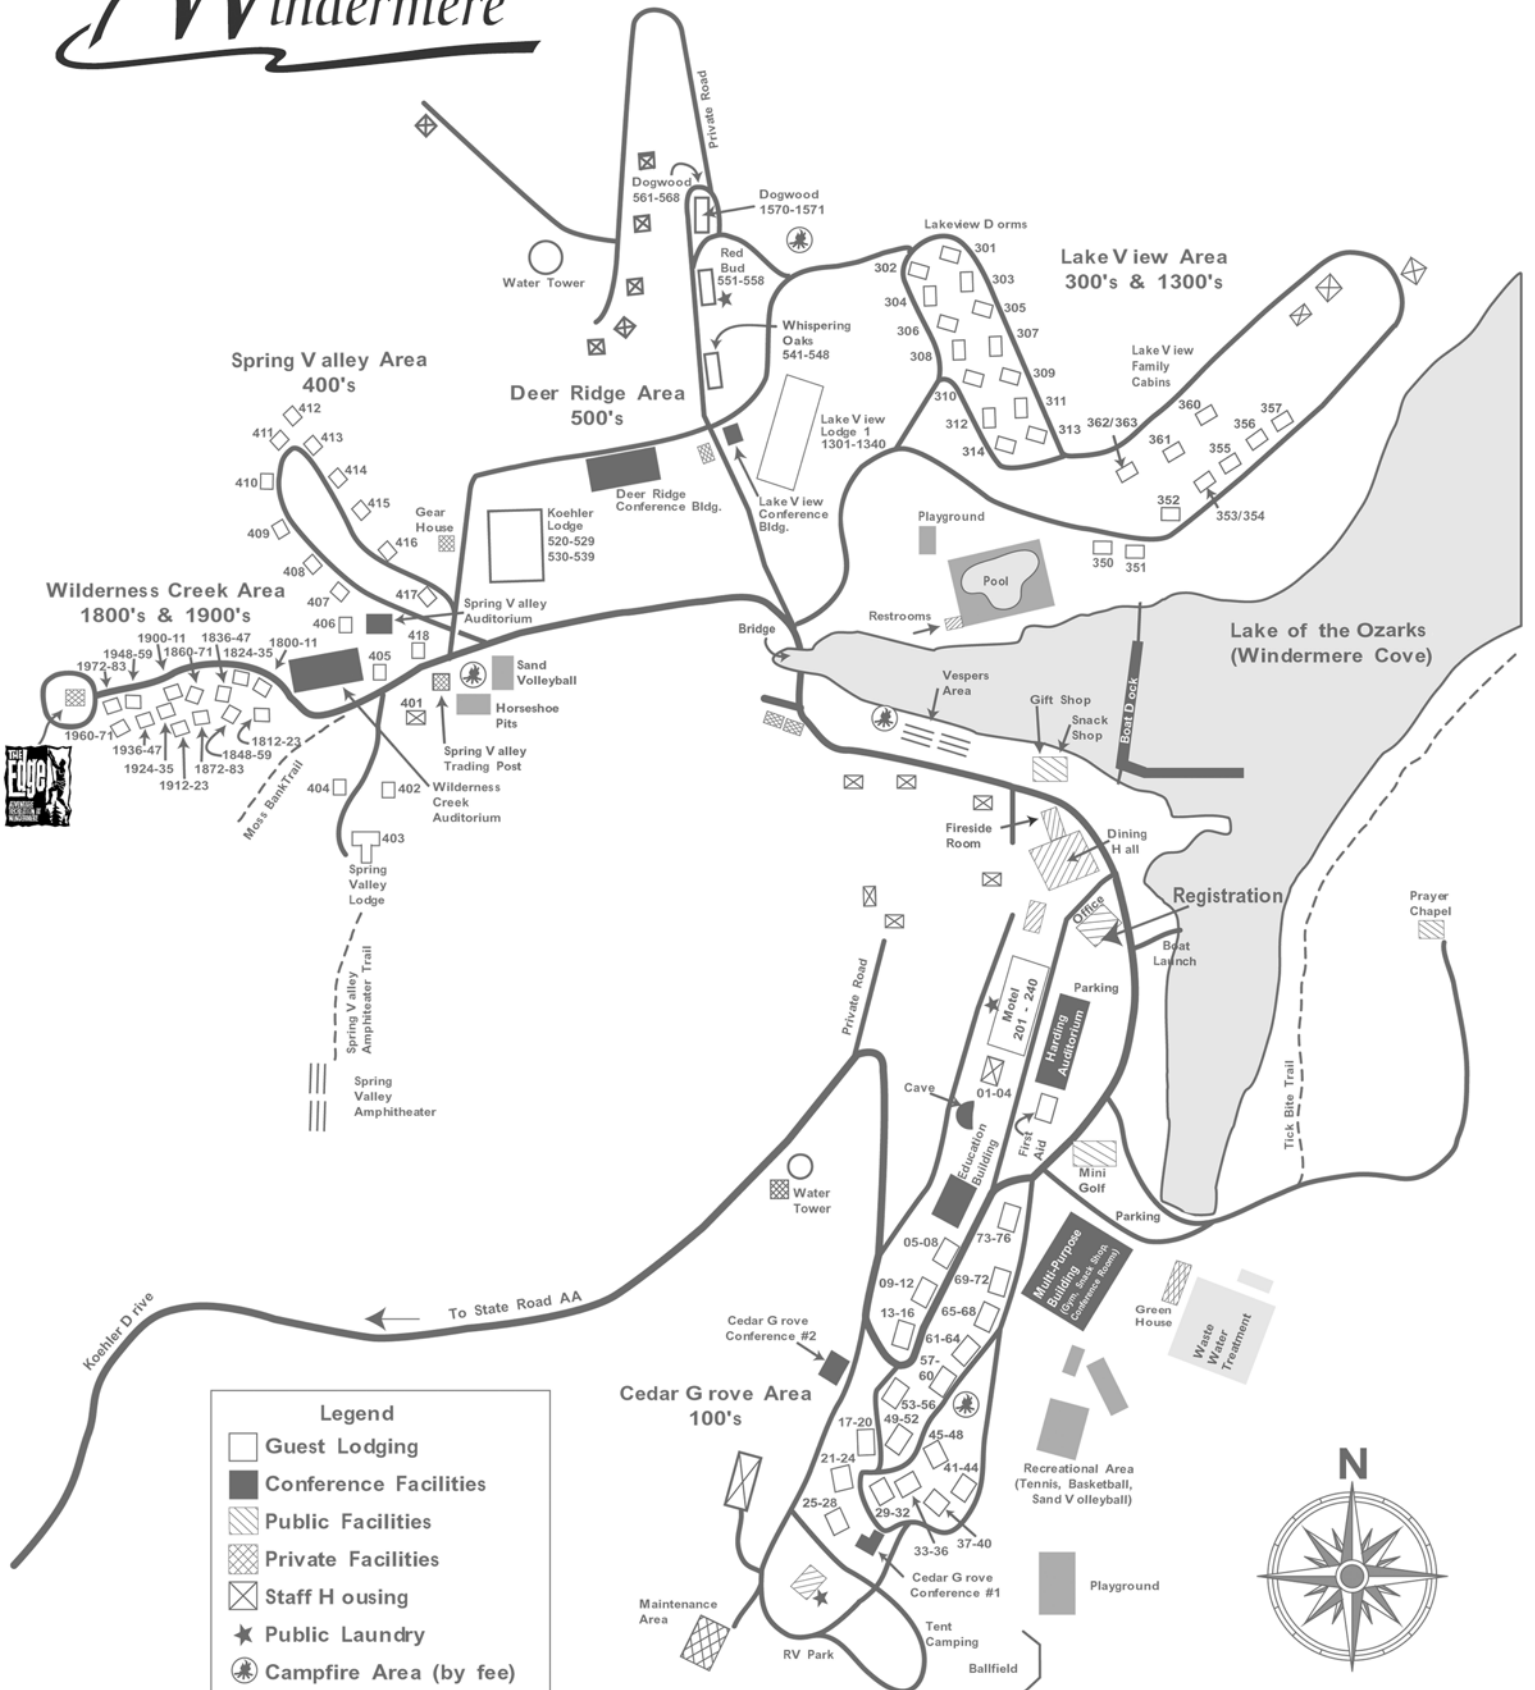 Windermere
Private Road
Dogwood
561-568
Dogwood
1570-1571
Water Tower
Red
Bud
551-558
Lakeview Dorms
301
302
303
304
305
306
307
308
309
310
311
312
313
314
Lake View Area
300's & 1300's
Whispering
Oaks
541-548
Lake View
Family
Cabins
Spring Valley Area
400's
Deer Ridge Area
500's
Lake View
Lodge 1
1301-1340
362/363
360
361
357
356
355
353/354
352
350
351
412
411
413
414
410
415
409
416
408
407
417
406
418
405
Gear
House
Koehler
Lodge
520-529
530-539
Deer Ridge
Conference Bldg.
Lake View
Conference
Bldg.
Playground
Pool
Restrooms
Bridge
Wilderness Creek Area
1800's & 1900's
Spring Valley
Auditorium
1900-11
1836-47
1948-59
1860-71
1824-35
1800-11
1972-83
1960-71
1936-47
1924-35
1912-23
1872-83
1848-59
1812-23
THE
Edge
Moss Bank Trail
Sand
Volleyball
Horseshoe
Pits
401
Spring Valley
Trading Post
Wilderness
Creek
Auditorium
404
402
403
Spring
Valley
Lodge
Spring Valley
Amphiteater Trail
Spring
Valley
Amphitheater
Lake of the Ozarks
(Windermere Cove)
Vespers
Area
Gift Shop
Snack
Shop
Boat Dock
Fireside
Room
Dining
Hall
Office
Registration
Boat
Launch
Prayer
Chapel
Tick Bite Trail
Private Road
Motel
201 - 240
Parking
Harding
Auditorium
Cave
01-04
Education
Building
First
Aid
Mini
Golf
Parking
Water
Tower
05-08
73-76
09-12
69-72
13-16
65-68
61-64
57-
60
53-56
49-52
17-20
45-48
21-24
41-44
25-28
29-32
33-36
37-40
Multi-Purpose
Building
(Gym, Snack Shop,
Conference Rooms)
Green
House
Waste
Water
Treatment
To State Road AA
Koehler Drive
Cedar Grove
Conference #2
Cedar Grove Area
100's
Recreational Area
(Tennis, Basketball,
Sand Volleyball)
Cedar Grove
Conference #1
Playground
Maintenance
Area
RV Park
Tent
Camping
Ballfield
N
Legend
Guest Lodging
Conference Facilities
Public Facilities
Private Facilities
Staff Housing
Public Laundry
Campfire Area (by fee)